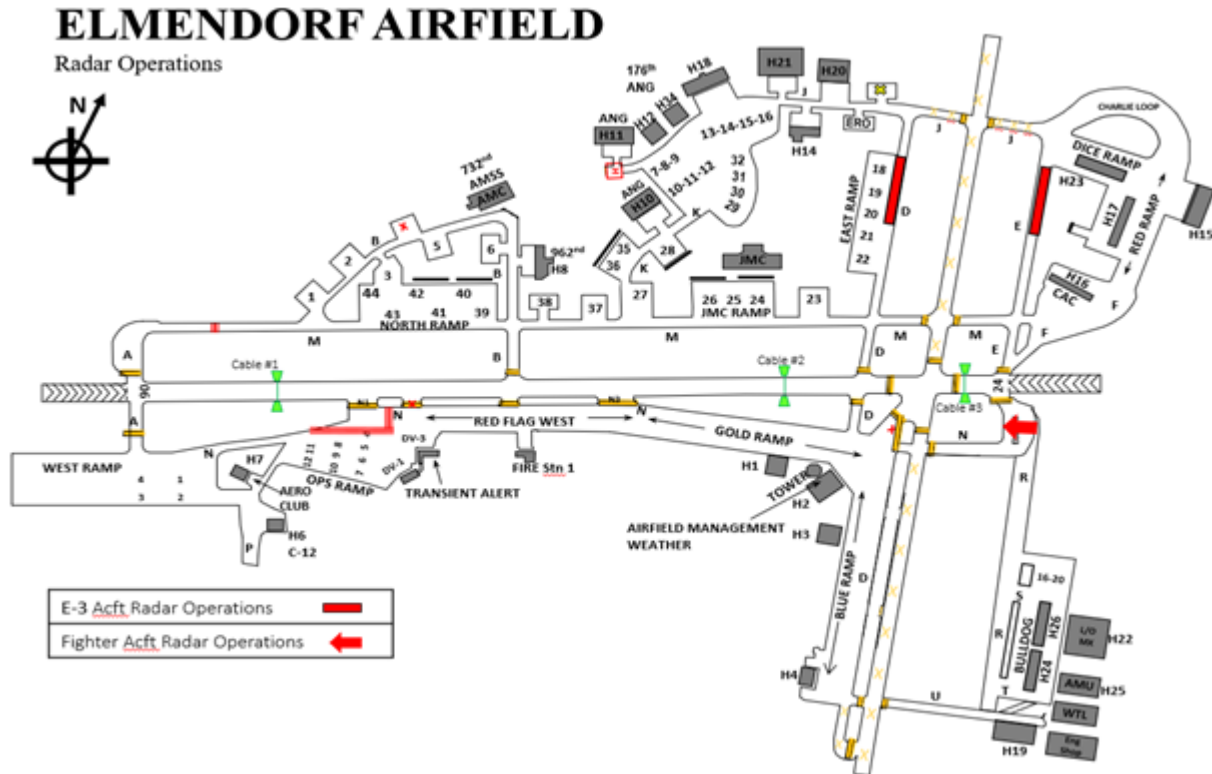 ELMENDORF AIRFIELD
Radar Operations
N
176th
ANG
H18
H21
H20
H34
H12
ANG
H11
J
ERO
J
J
CHARLIE LOOP
13-14-15-16
H14
7-8-9
10-11-12
32
31
30
29
DICE RAMP
H23
H17
RED RAMP
H15
732nd
AMSS
AMC
ANG
H10
K
18
19
20
21
22
EAST RAMP
D
E
B
S
2
1
3
6
B
962nd
H8
35
36
K
28
JMC
H16
CAC
F
F
44
42
40
43
41
39
38
37
27
26
25
24
23
NORTH RAMP
JMC RAMP
M
M
M
M
A
B
D
E
Cable #1
Cable #2
Cable #3
06
24
A
N
N
D
N
RED FLAG WEST
GOLD RAMP
WEST RAMP
4
1
3
2
N
H7
12
11
10
9
8
7
6
5
OPS RAMP
DV-3
DV-1
FIRE Stn 1
TRANSIENT ALERT
AERO
CLUB
H6
C-12
P
H1
TOWER
H2
AIRFIELD MANAGEMENT
WEATHER
H3
BLUE RAMP
D
H4
R
16-20
S
R
BULLDOG
H26
H24
L/O
MX
H22
AMU
H25
T
U
WTL
H19
Eng
Shop
E-3 Acft Radar Operations
Fighter Acft Radar Operations